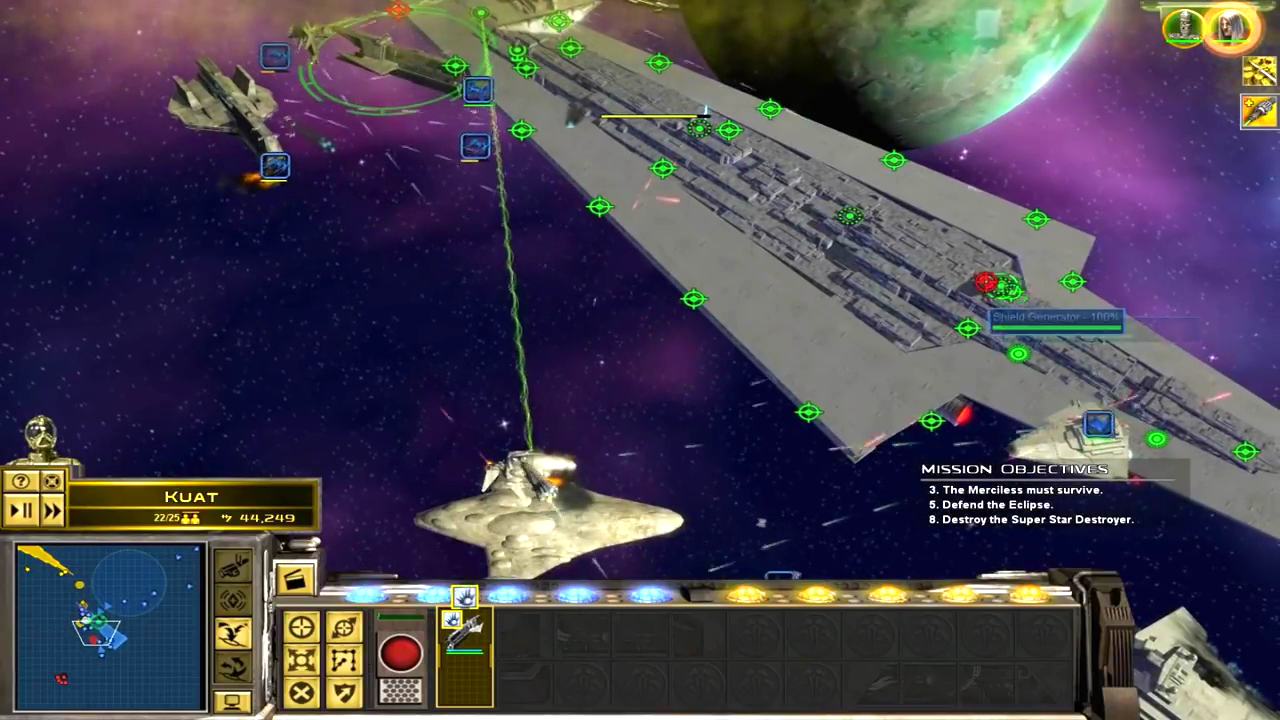 Shield Generator - 100%
MISSION OBJECTIVES
3. The Merciless must survive.
5. Defend the Eclipse.
8. Destroy the Super Star Destroyer.
?
KUAT
22/25 44,249